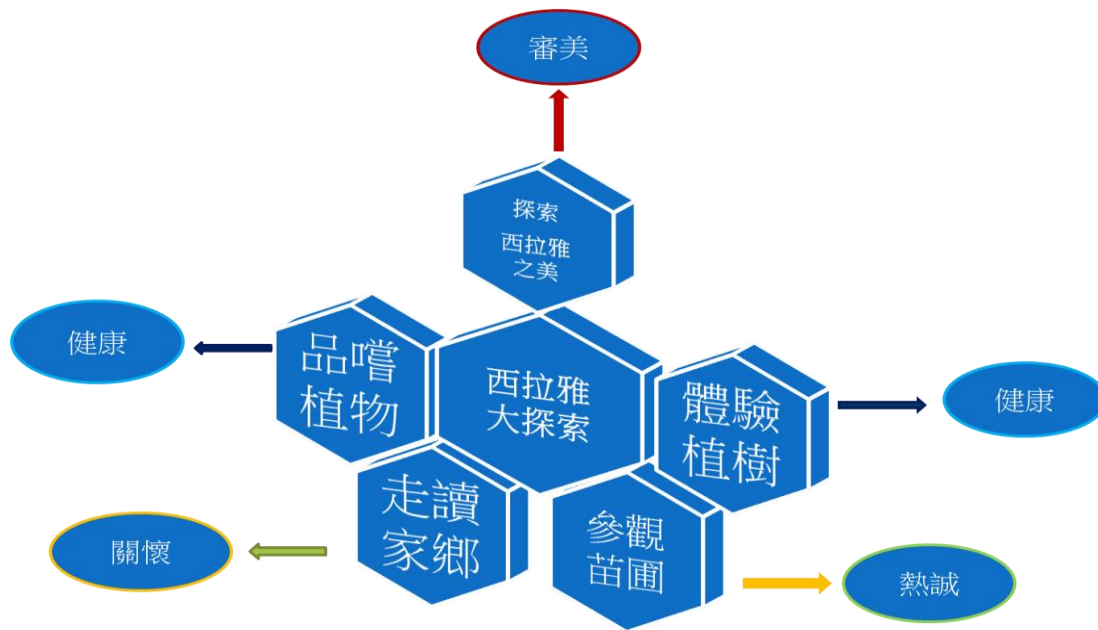 審美
探索
西拉雅
之美
健康
品嚐
植物
西拉雅
大探索
體驗
植樹
健康
走讀
家鄉
參觀
苗圃
關懷
熱誠